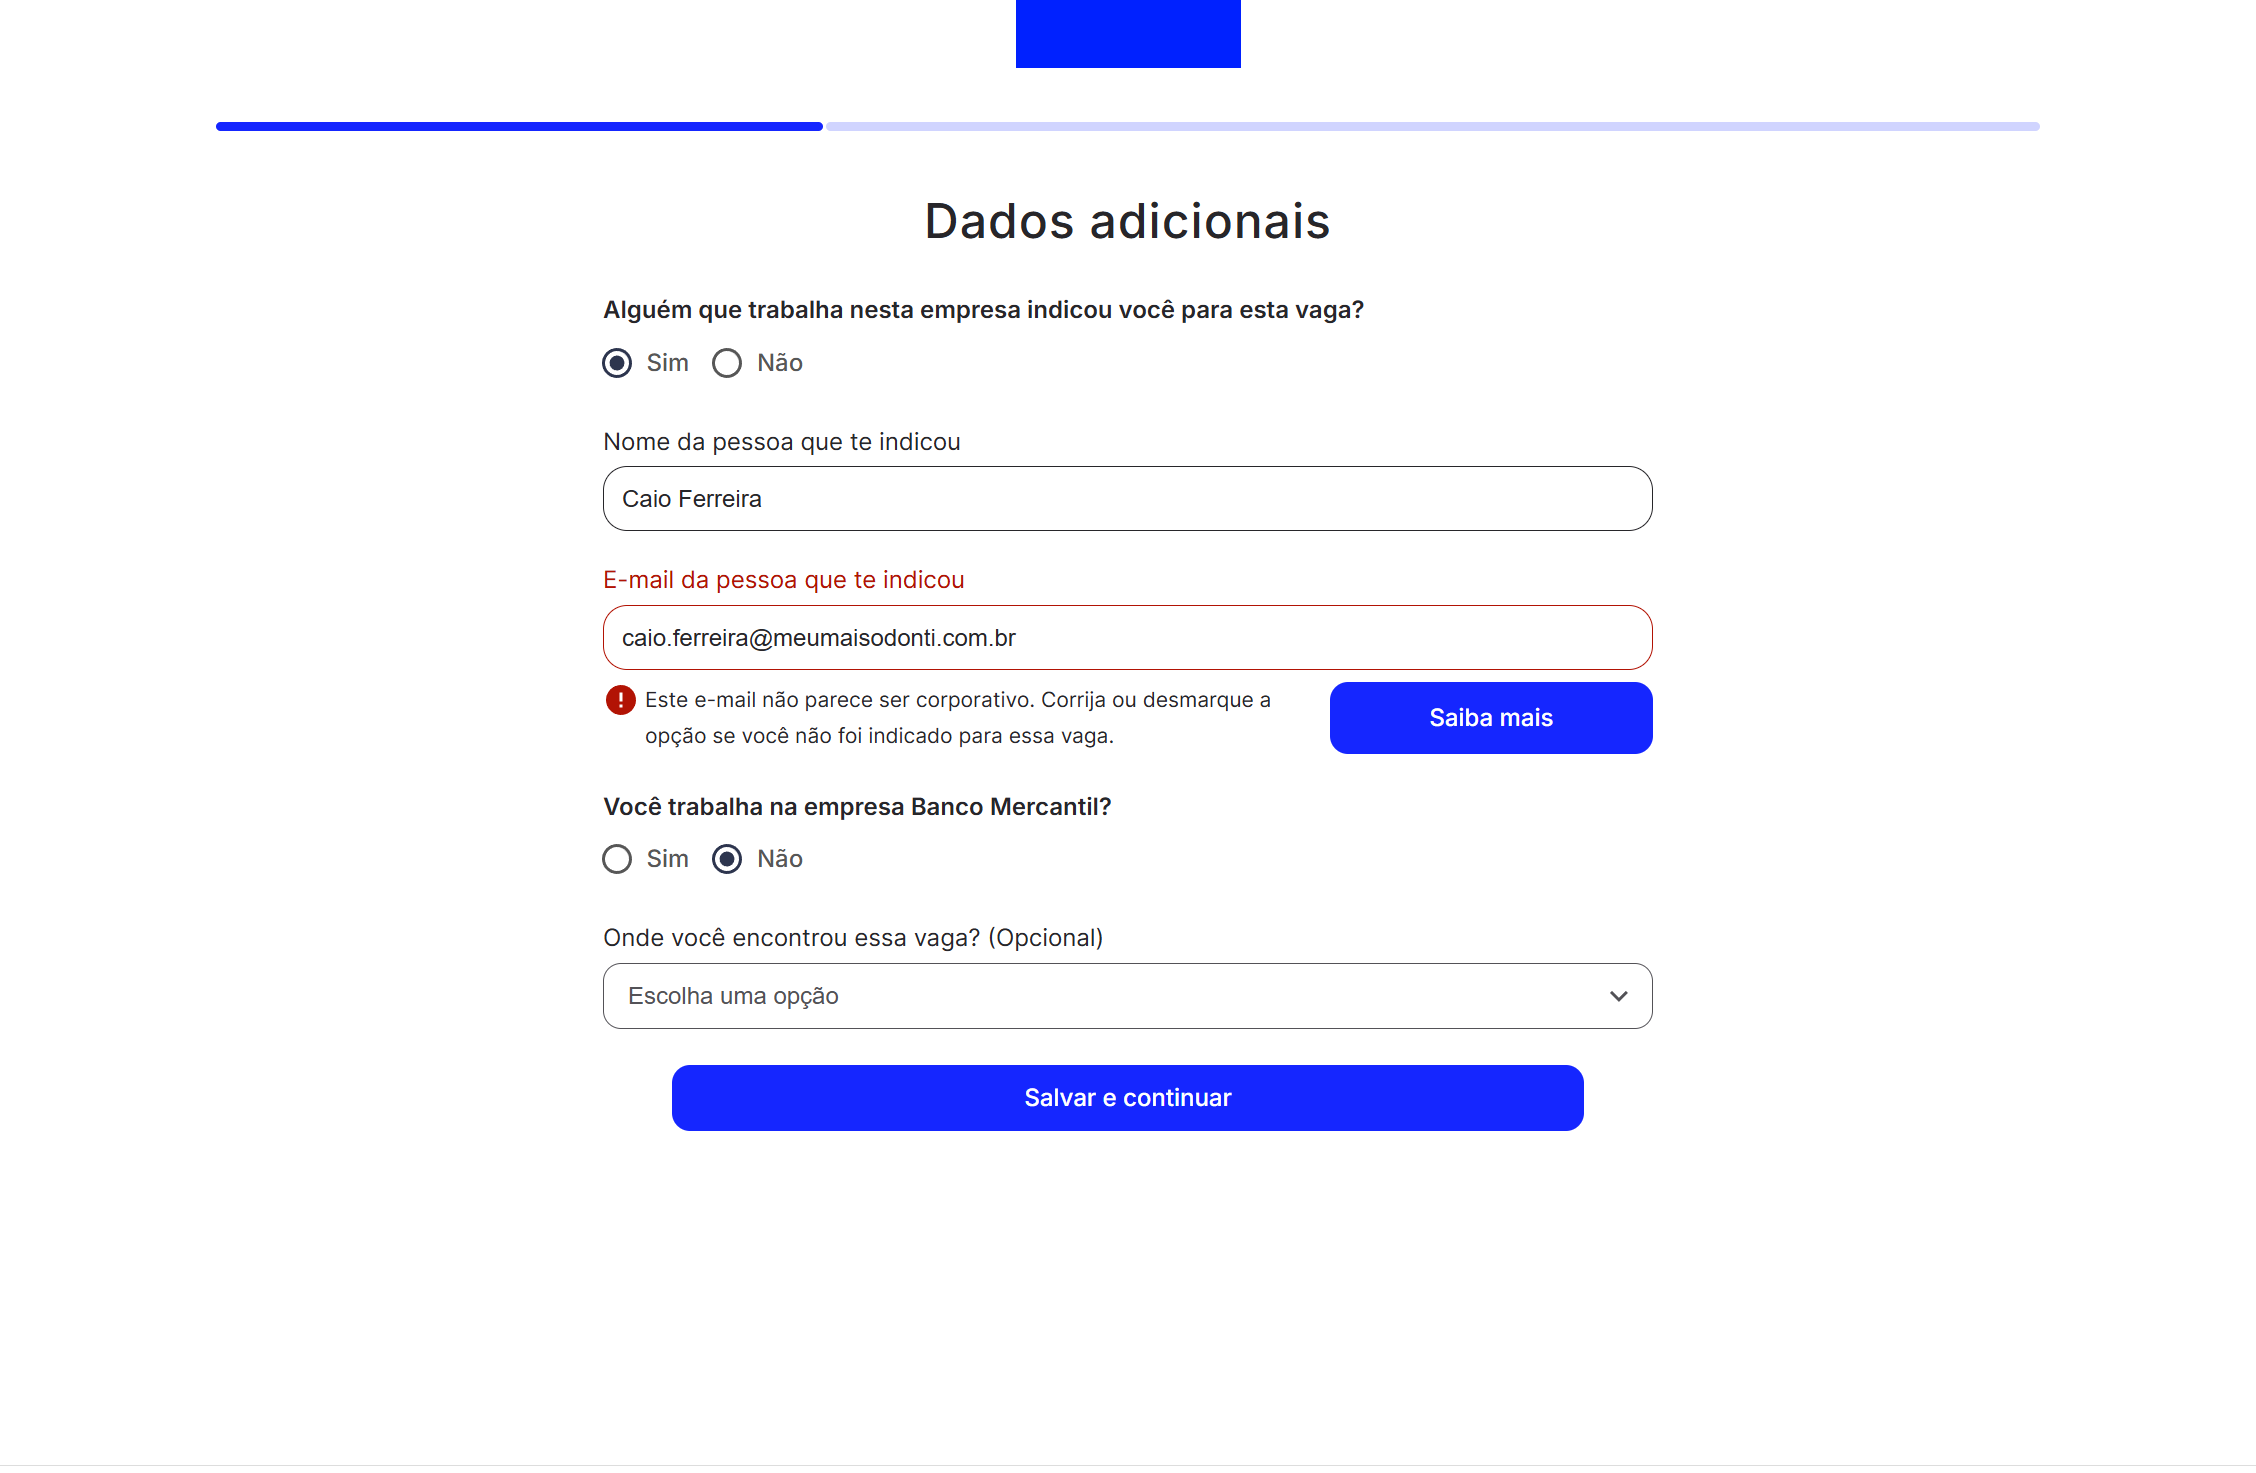 Dados adicionais
Alguém que trabalha nesta empresa indicou você para esta vaga?
Sim Não
Nome da pessoa que te indicou
Caio Ferreira
E-mail da pessoa que te indicou
caio.ferreira@meumaisodonti.com.br
Este e-mail não parece ser corporativo. Corrija ou desmarque a
opção se você não foi indicado para essa vaga.
Saiba mais
Você trabalha na empresa Banco Mercantil?
Sim Não
Onde você encontrou essa vaga? (Opcional)
Escolha uma opção
Salvar e continuar